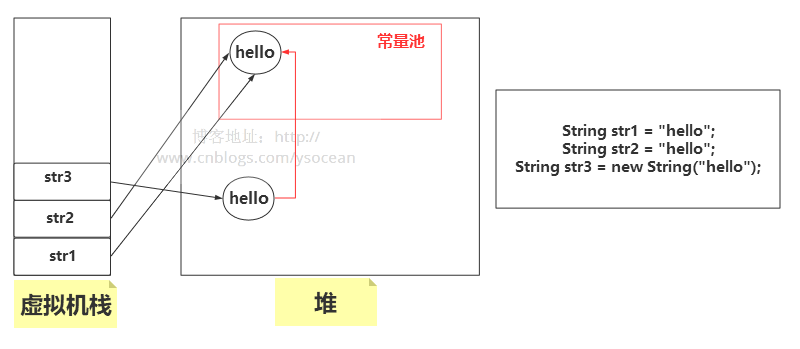 常量池
hello
博客地址：http://
www.cnblogs.com/ysocean
hello
str3
str2
str1
虚拟机栈
堆
String str1 = "hello";
String str2 = "hello";
String str3 = new String("hello");